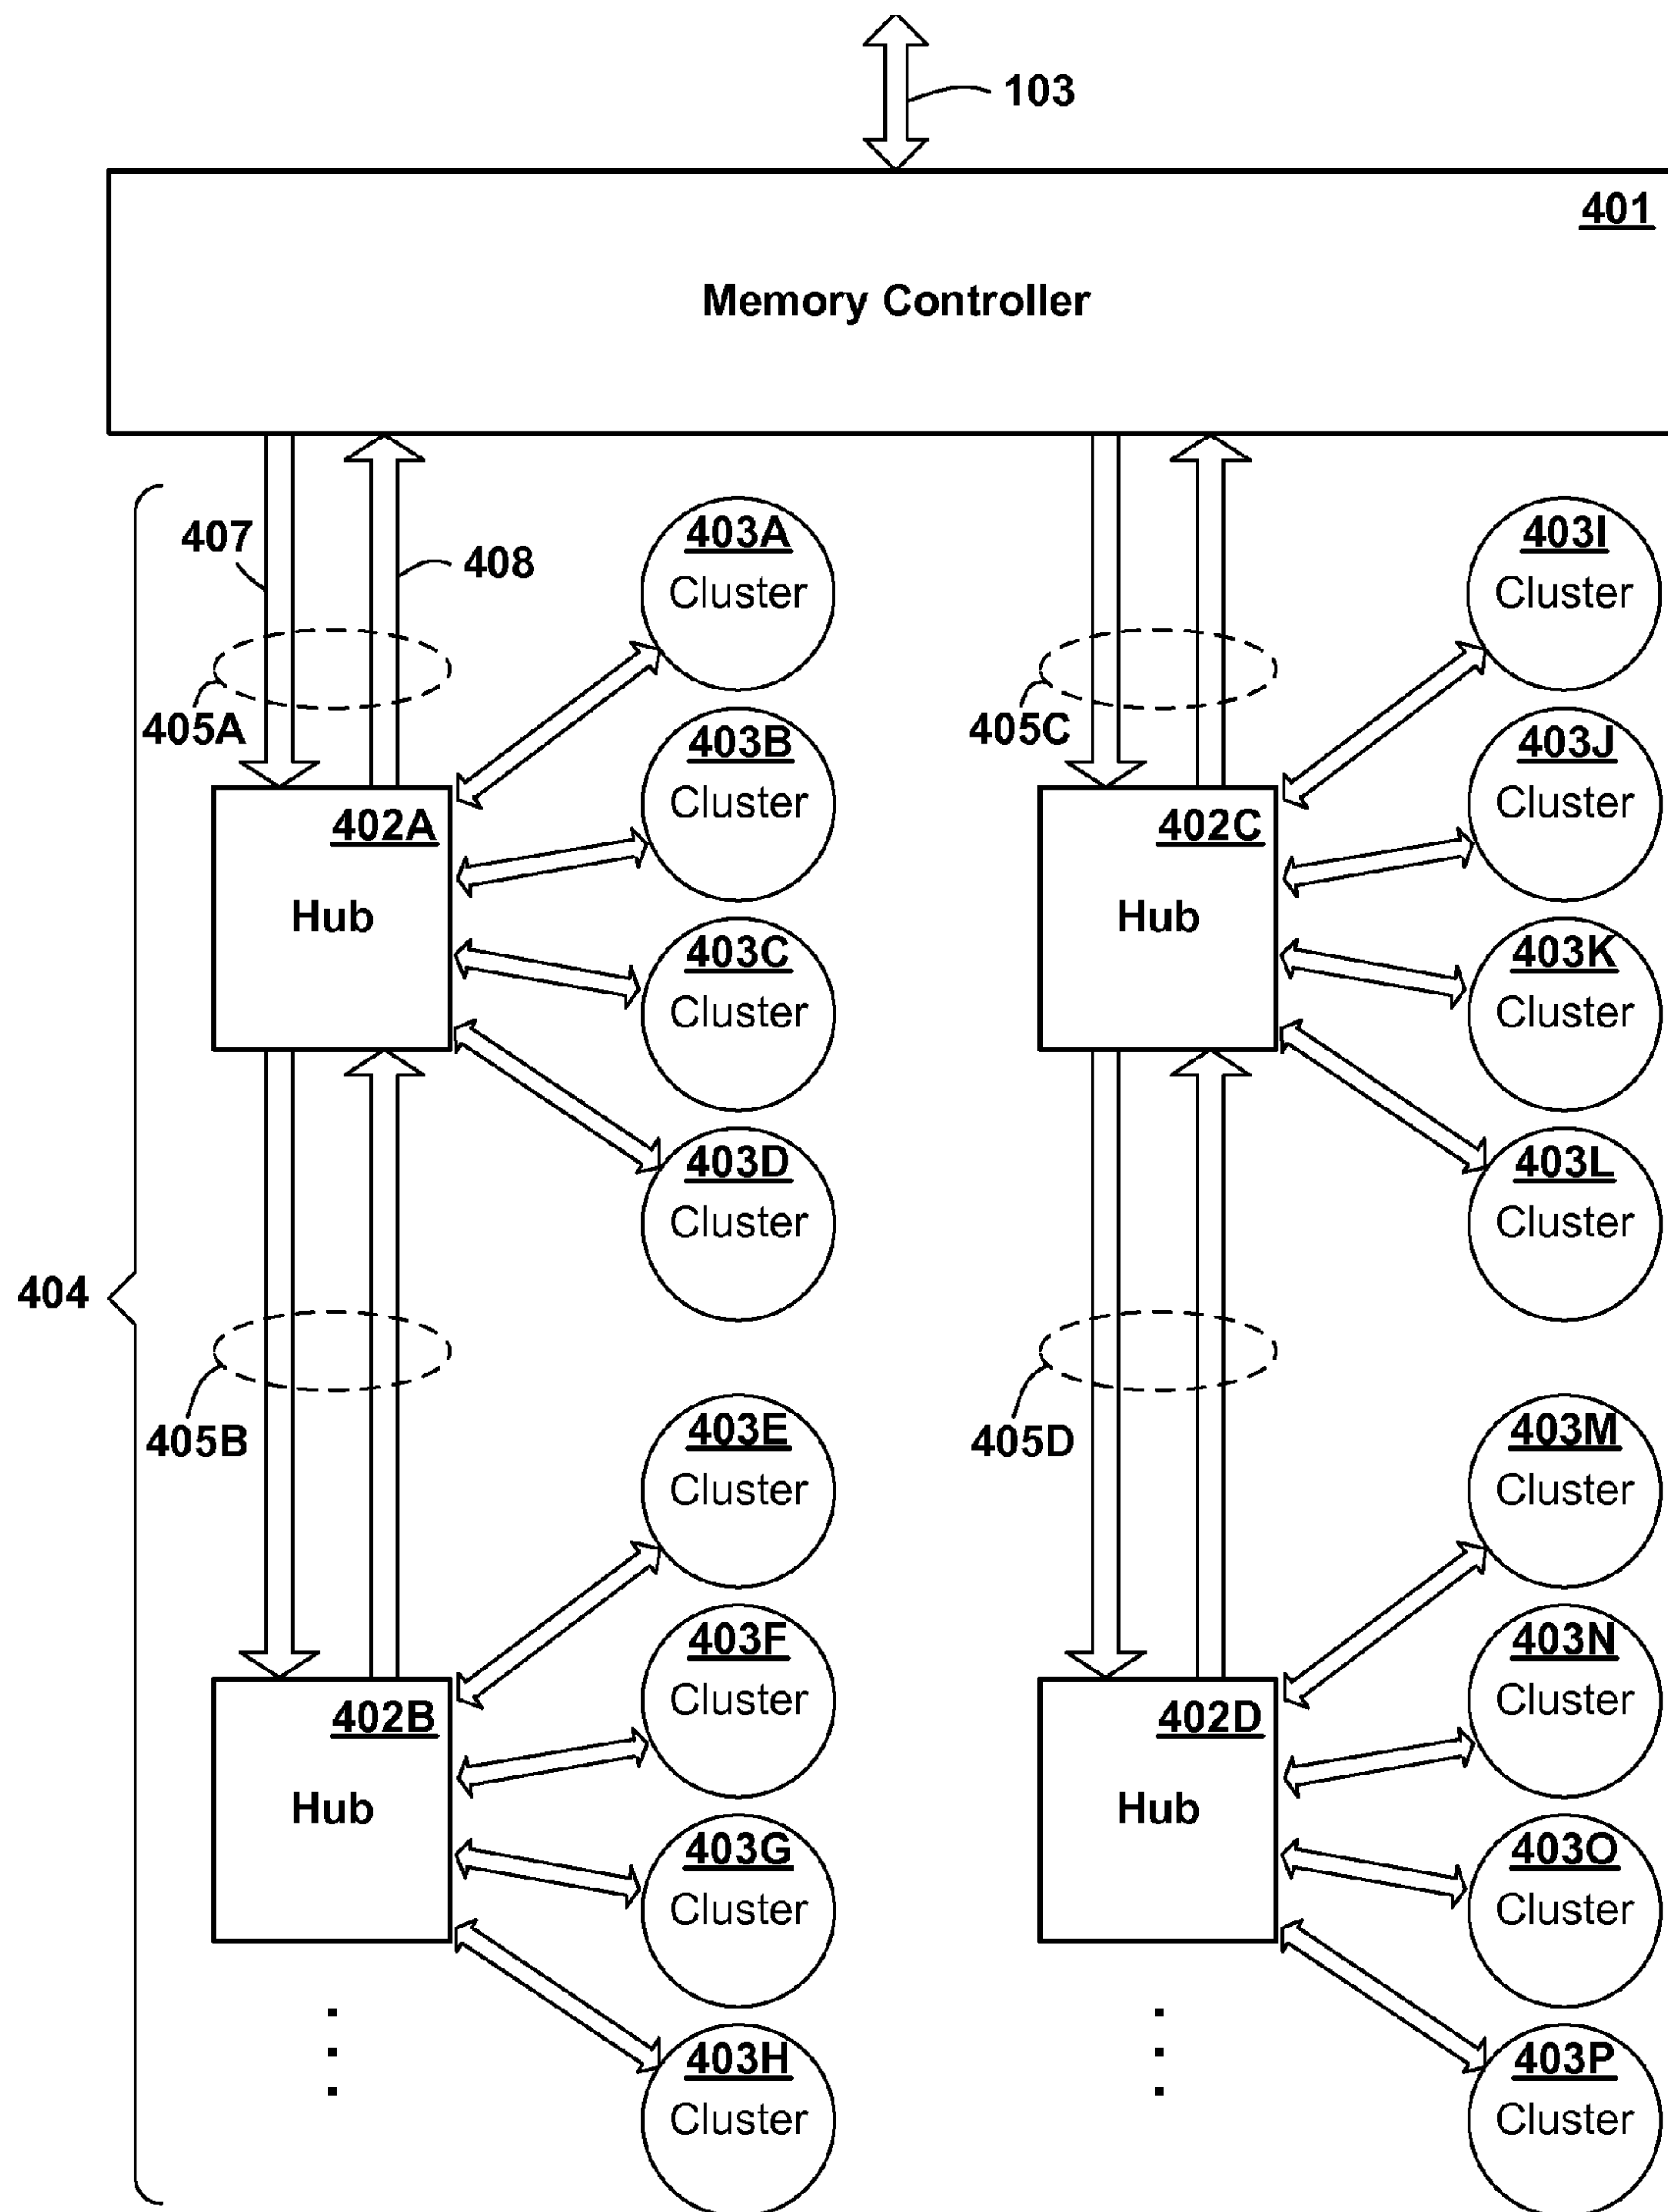 103
401
Memory Controller
407
408
403A
Cluster
403I
Cluster
405A
405C
403B
Cluster
403J
Cluster
402A
Hub
402C
Hub
403C
Cluster
403K
Cluster
403D
Cluster
403L
Cluster
404
405B
405D
403E
Cluster
403M
Cluster
403F
Cluster
403N
Cluster
402B
Hub
402D
Hub
403G
Cluster
403O
Cluster
403H
Cluster
403P
Cluster